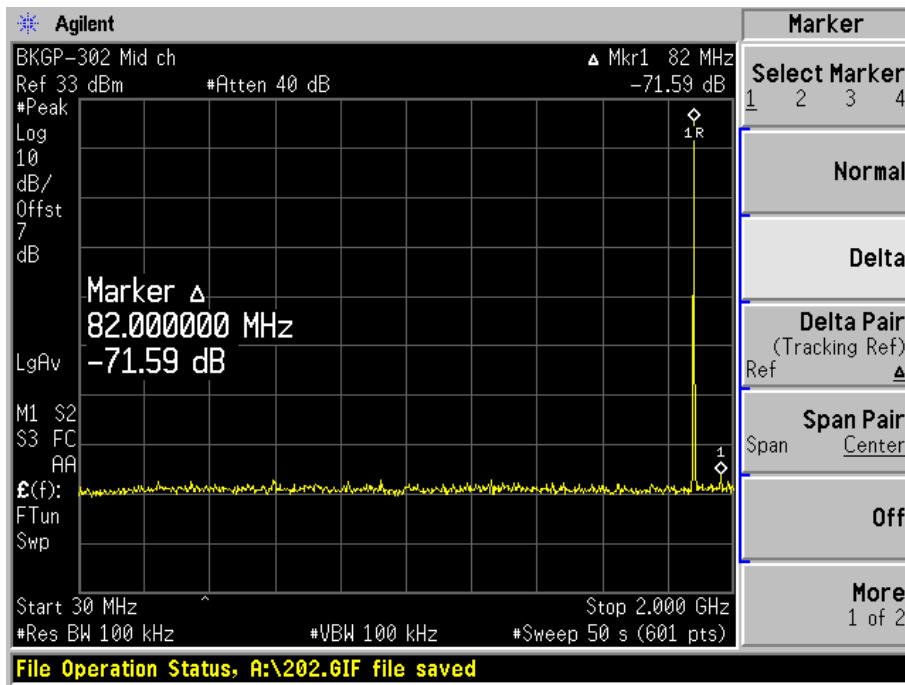 Agilent
Marker
BKGP-302 Mid ch
Δ Mkr1 82 MHz
Ref 33 dBm #Atten 40 dB -71.59 dB
#Peak
Log
10
dB/
Offst
7
dB
LgAv
M1 S2
S3 FC
AA
£(f):
FTun
Swp
1R
1
Marker Δ
82.000000 MHz
-71.59 dB
Start 30 MHz ^ Stop 2.000 GHz
#Res BW 100 kHz #VBW 100 kHz #Sweep 50 s (601 pts)
Select Marker
1 2 3 4
Normal
Delta
Delta Pair
(Tracking Ref)
Ref Δ
Span Pair
Span Center
Off
More
1 of 2
File Operation Status, A:\202.GIF file saved